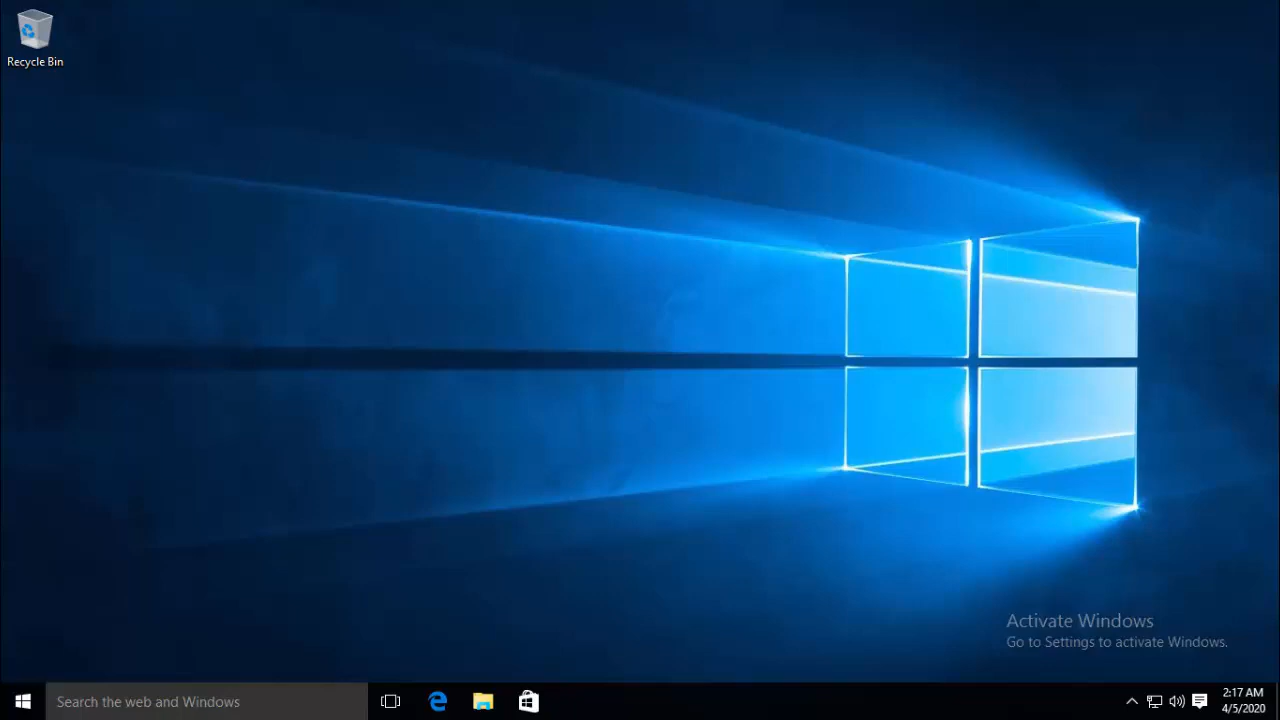 Recycle Bin
Activate Windows
Go to Settings to activate Windows.
Search the web and Windows
2:17 AM
4/5/2020